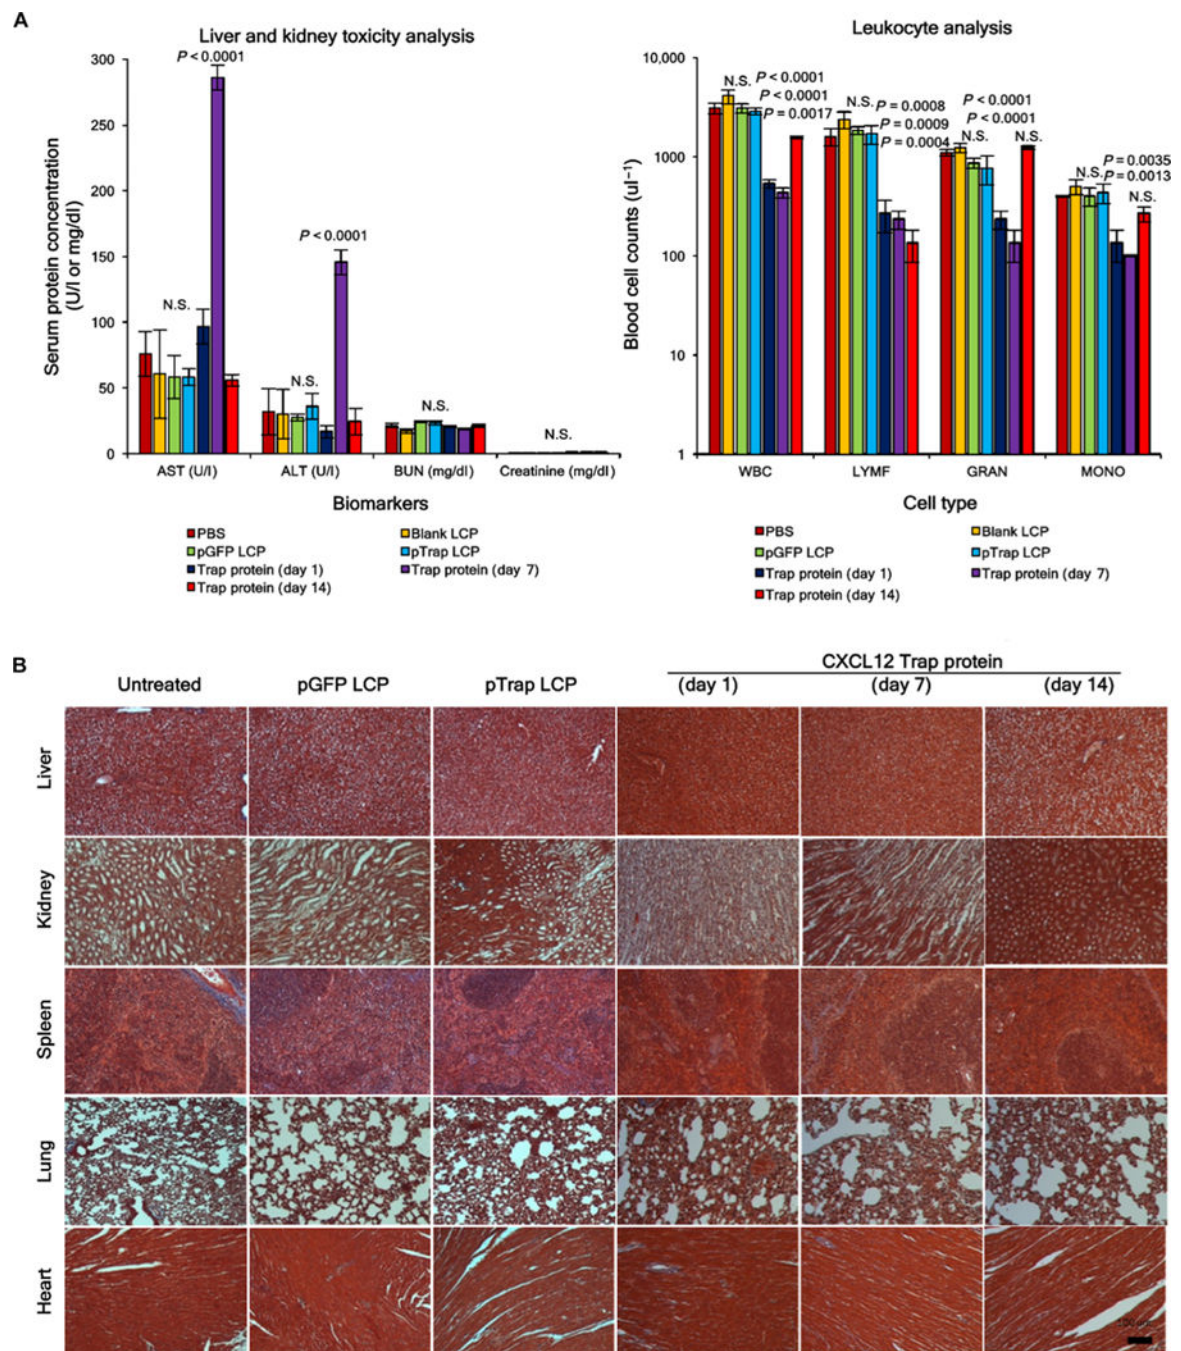 A
Liver and kidney toxicity analysis
Serum protein concentration
(U/l or mg/dl)
300
250
200
150
100
50
0
P < 0.0001
N.S.
P < 0.0001
N.S.
N.S.
N.S.
AST (U/l) ALT (U/l) BUN (mg/dl) Creatinine (mg/dl)
Biomarkers
PBS Blank LCP
pGFP LCP pTrap LCP
Trap protein (day 1) Trap protein (day 7)
Trap protein (day 14)
Leukocyte analysis
Blood cell counts (ul⁻¹)
10,000
1000
100
10
1
N.S.
P < 0.0001
P < 0.0001
P = 0.0017
N.S.
P = 0.0008
P = 0.0009
P = 0.0004
P < 0.0001
P < 0.0001
N.S.
N.S.
N.S.
P = 0.0035
P = 0.0013
N.S.
WBC LYMF GRAN MONO
Cell type
PBS Blank LCP
pGFP LCP pTrap LCP
Trap protein (day 1) Trap protein (day 7)
Trap protein (day 14)
B
CXCL12 Trap protein
Untreated pGFP LCP pTrap LCP (day 1) (day 7) (day 14)
Liver
Kidney
Spleen
Lung
Heart